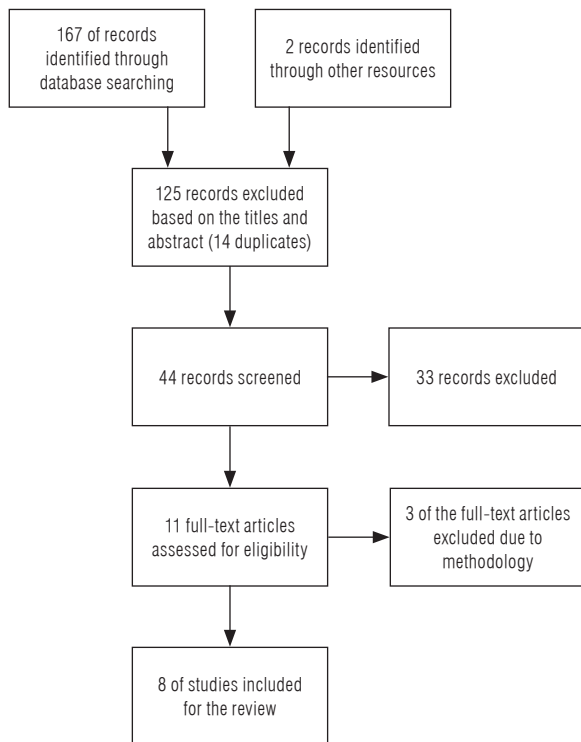 167 of records
identified through
database searching
2 records identified
through other resources
125 records excluded
based on the titles and
abstract (14 duplicates)
44 records screened
33 records excluded
11 full-text articles
assessed for eligibility
3 of the full-text articles
excluded due to
methodology
8 of studies included
for the review